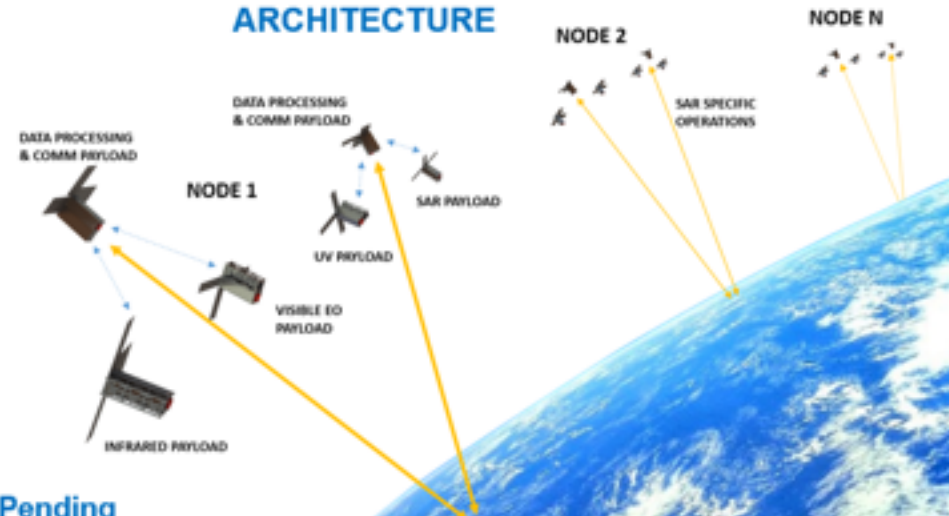 ARCHITECTURE
NODE N
NODE 2
DATA PROCESSING
& COMM PAYLOAD
SAR SPECIFIC
OPERATIONS
DATA PROCESSING
& COMM PAYLOAD
NODE 1
SAR PAYLOAD
UV PAYLOAD
VISIBLE EO
PAYLOAD
INFRARED PAYLOAD
Pending